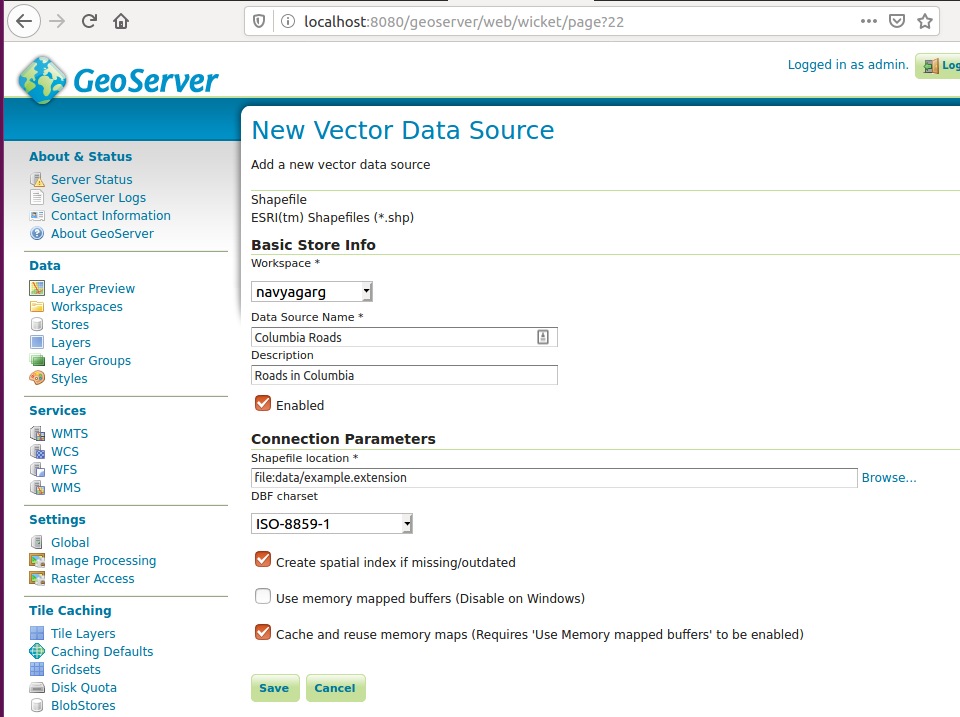 localhost:8080/geoserver/web/wicket/page?22
GeoServer
Logged in as admin.
About & Status
Server Status
GeoServer Logs
Contact Information
About GeoServer
Data
Layer Preview
Workspaces
Stores
Layers
Layer Groups
Styles
Services
WMTS
WCS
WFS
WMS
Settings
Global
Image Processing
Raster Access
Tile Caching
Tile Layers
Caching Defaults
Gridsets
Disk Quota
BlobStores
New Vector Data Source
Add a new vector data source
Shapefile
ESRI(tm) Shapefiles (*.shp)
Basic Store Info
Workspace *
navyagarg
Data Source Name *
Columbia Roads
Description
Roads in Columbia
Enabled
Connection Parameters
Shapefile location *
file:data/example.extension Browse...
DBF charset
ISO-8859-1
Create spatial index if missing/outdated
Use memory mapped buffers (Disable on Windows)
Cache and reuse memory maps (Requires 'Use Memory mapped buffers' to be enabled)
Save Cancel